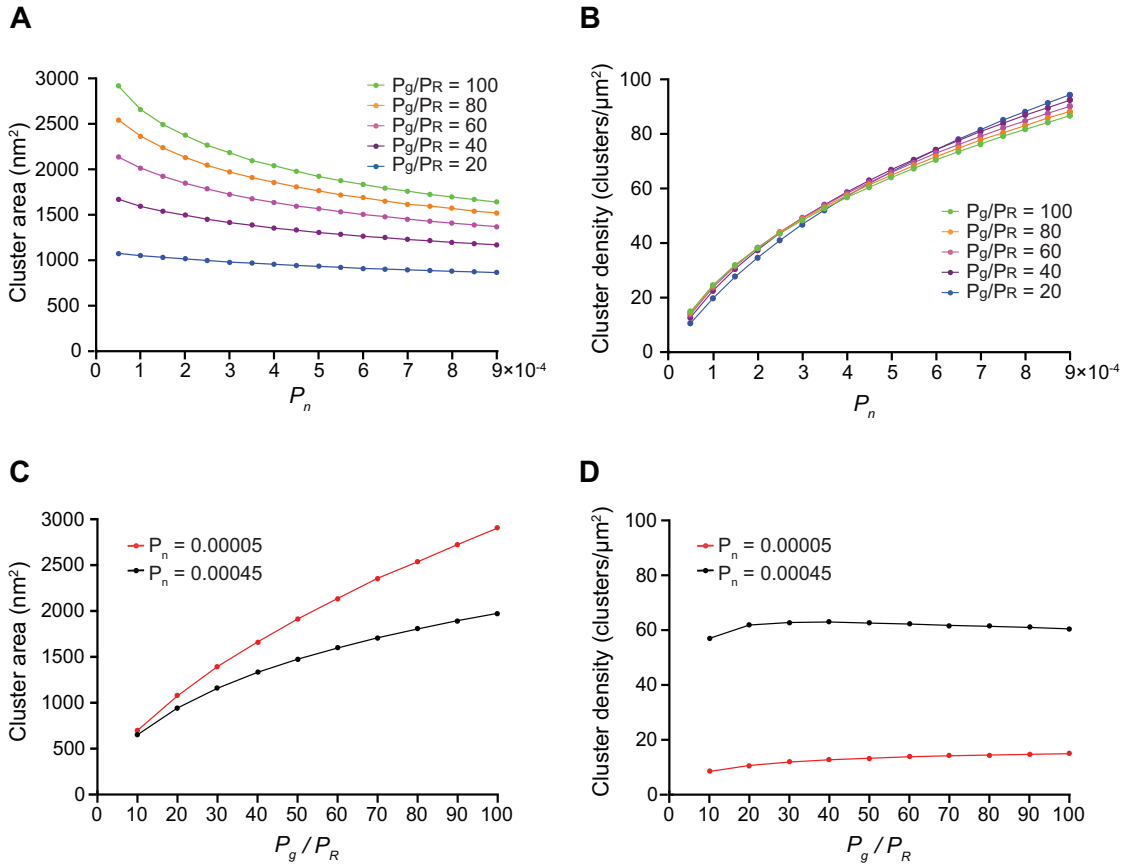 A
Cluster area (nm²)
3000
2500
2000
1500
1000
500
0
Pg/PR = 100
Pg/PR = 80
Pg/PR = 60
Pg/PR = 40
Pg/PR = 20
0 1 2 3 4 5 6 7 8 9×10⁻⁴
Pn
B
Cluster density (clusters/µm²)
100
80
60
40
20
0
Pg/PR = 100
Pg/PR = 80
Pg/PR = 60
Pg/PR = 40
Pg/PR = 20
0 1 2 3 4 5 6 7 8 9×10⁻⁴
Pn
C
Cluster area (nm²)
3000
2500
2000
1500
1000
500
0
Pn = 0.00005
Pn = 0.00045
0 10 20 30 40 50 60 70 80 90 100
Pg / PR
D
Cluster density (clusters/µm²)
100
80
60
40
20
0
Pn = 0.00005
Pn = 0.00045
0 10 20 30 40 50 60 70 80 90 100
Pg / PR